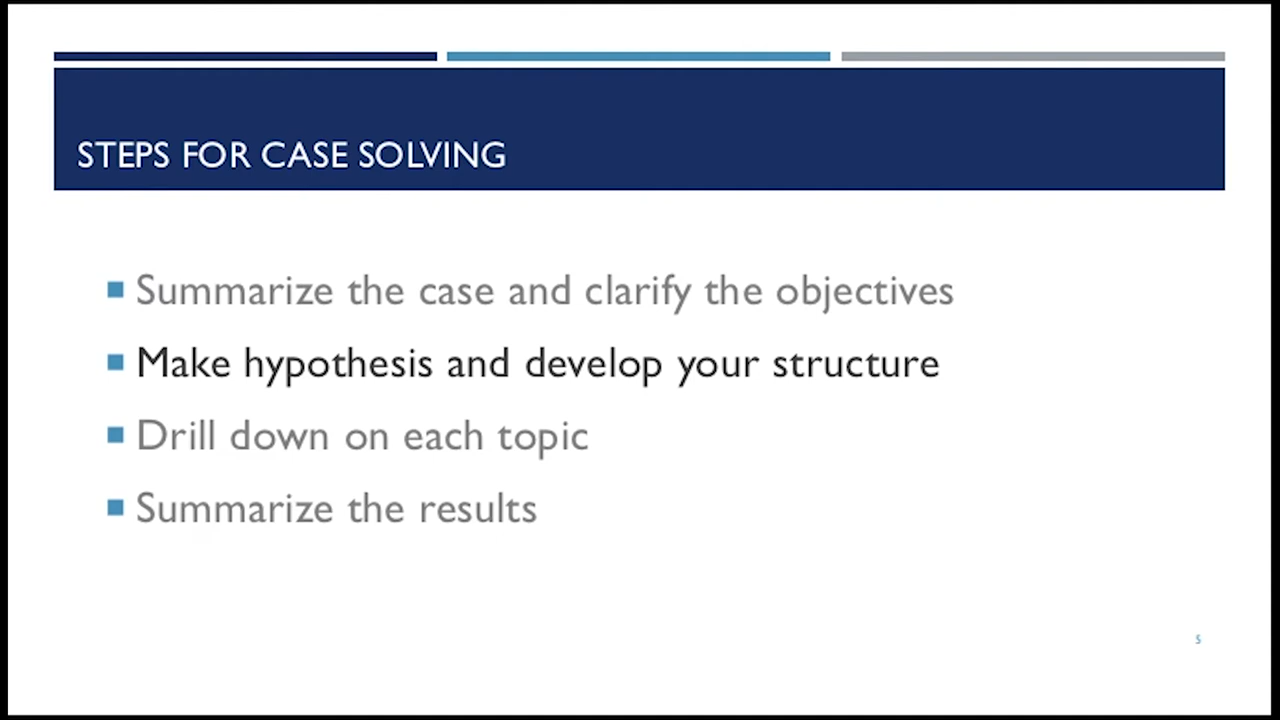 STEPS FOR CASE SOLVING
Summarize the case and clarify the objectives
Make hypothesis and develop your structure
Drill down on each topic
Summarize the results
5